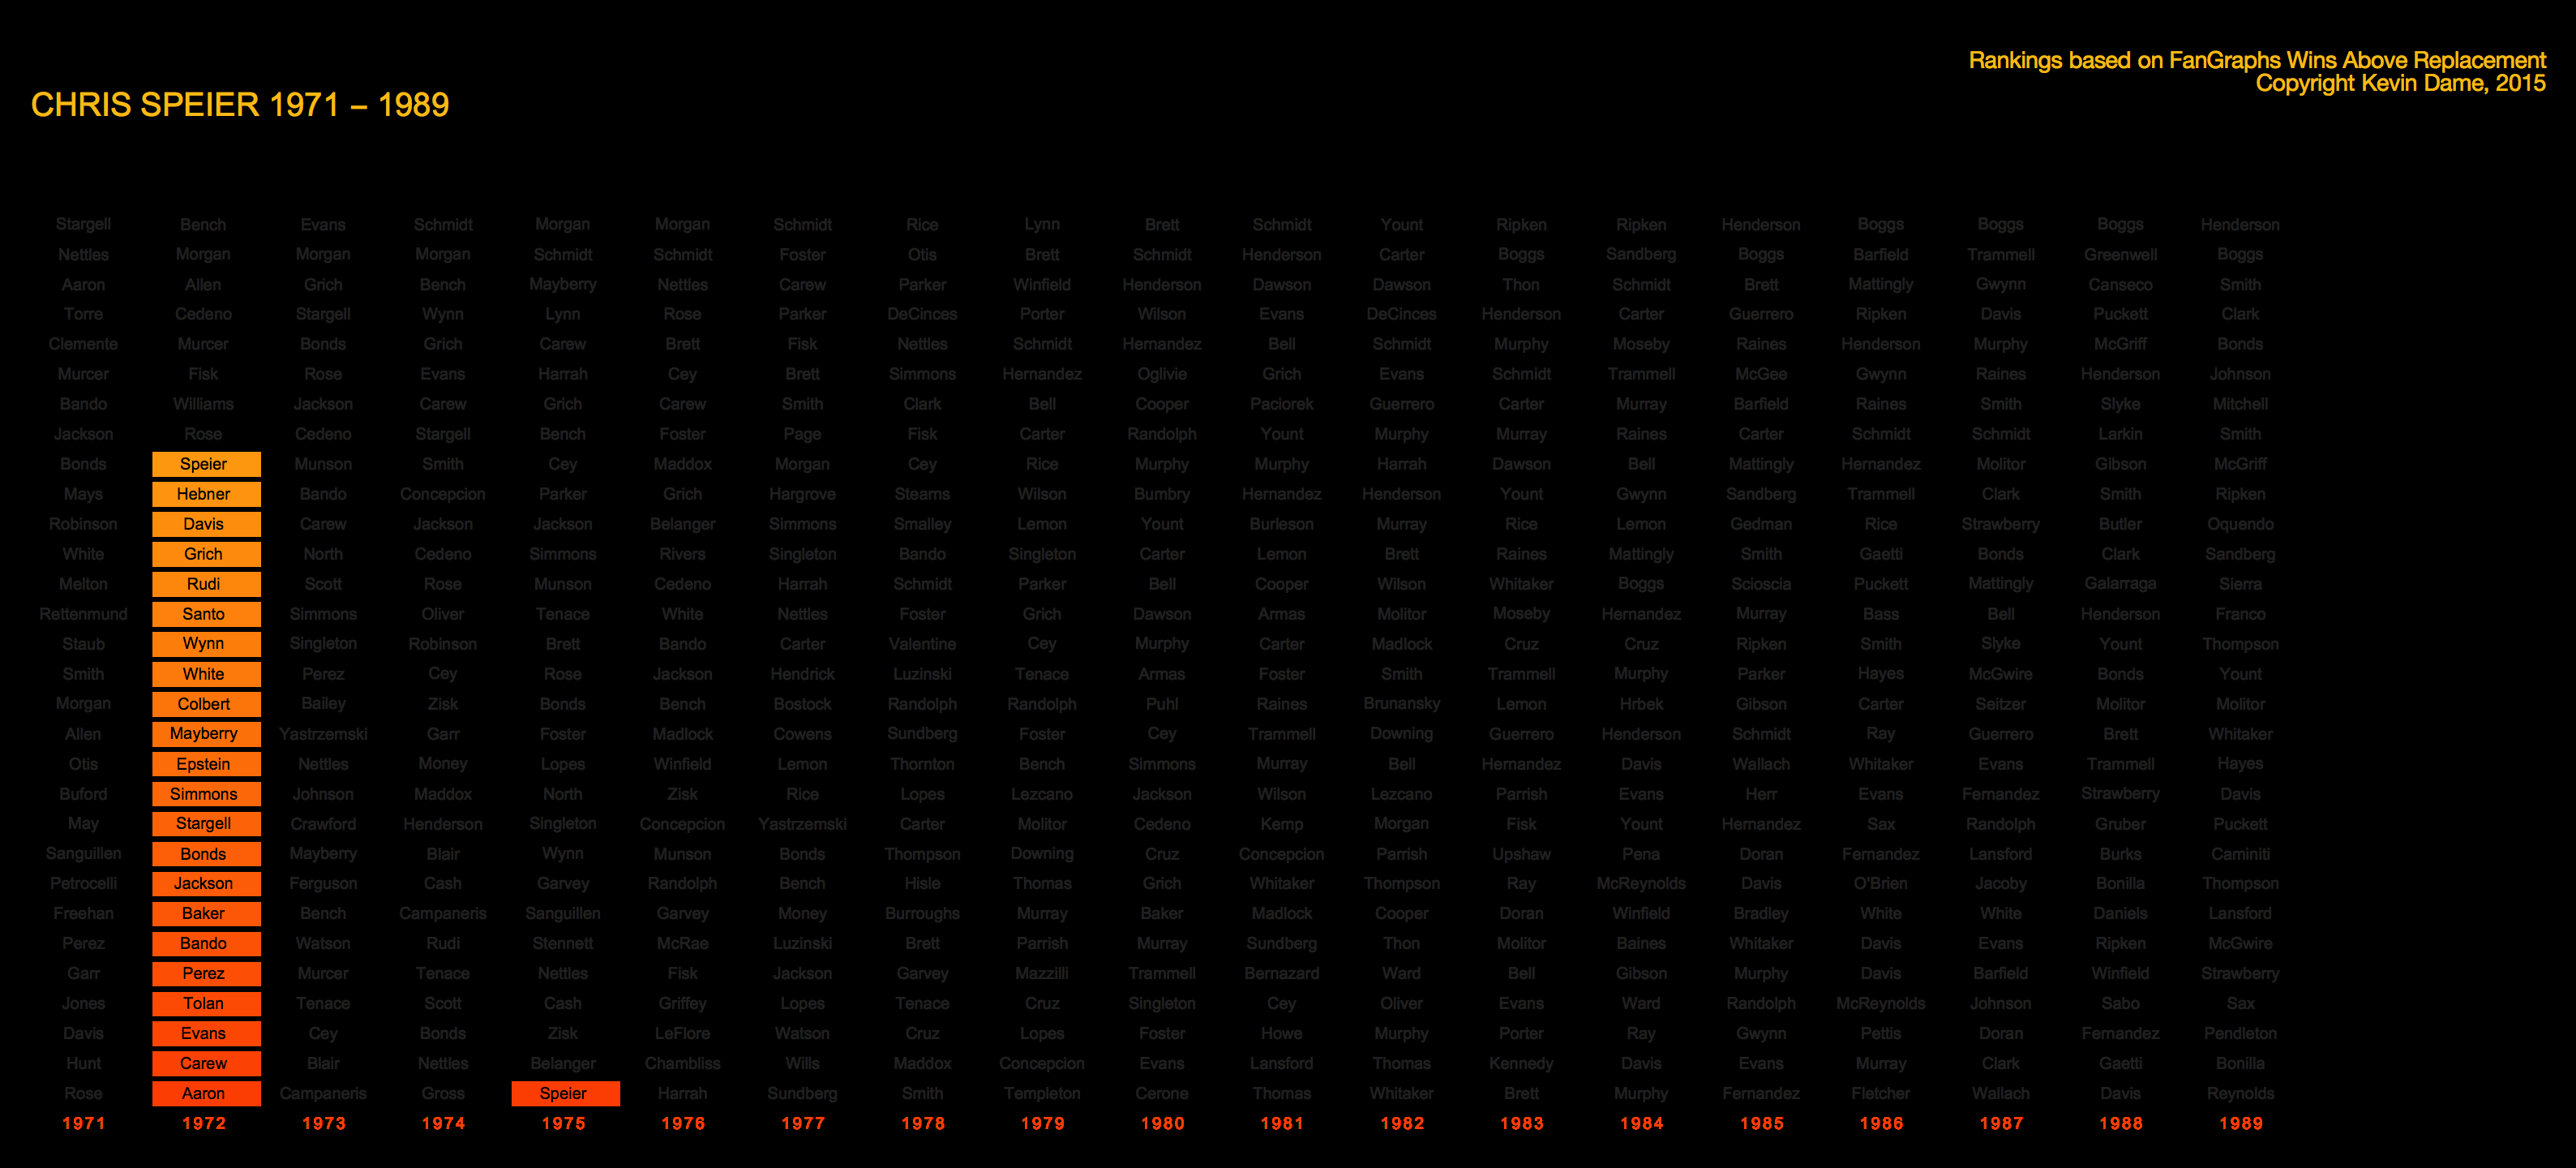 Rankings based on FanGraphs Wins Above Replacement
Copyright Kevin Dame, 2015
CHRIS SPEIER 1971 – 1989
Stargell Bench Evans Schmidt Morgan Morgan Schmidt Rice Lynn Brett Schmidt Yount Ripken Ripken Henderson Boggs Boggs Boggs Henderson
Nettles Morgan Morgan Morgan Schmidt Schmidt Foster Otis Brett Schmidt Henderson Carter Boggs Sandberg Boggs Barfield Trammell Greenwell Boggs
Aaron Allen Grich Bench Mayberry Nettles Carew Parker Winfield Henderson Dawson Dawson Thon Schmidt Brett Mattingly Gwynn Canseco Smith
Torre Cedeno Stargell Wynn Lynn Rose Parker DeCinces Porter Wilson Evans DeCinces Henderson Carter Guerrero Ripken Davis Puckett Clark
Clemente Murcer Bonds Grich Carew Brett Fisk Nettles Schmidt Hernandez Bell Schmidt Murphy Moseby Raines Henderson Murphy McGriff Bonds
Murcer Fisk Rose Evans Harrah Cey Brett Simmons Hernandez Oglivie Grich Evans Schmidt Trammell McGee Gwynn Raines Henderson Johnson
Bando Williams Jackson Carew Grich Carew Smith Clark Bell Cooper Paciorek Guerrero Carter Murray Barfield Raines Smith Slyke Mitchell
Jackson Rose Cedeno Stargell Bench Foster Page Fisk Carter Randolph Yount Murphy Murray Raines Carter Schmidt Schmidt Larkin Smith
Bonds Speier Munson Smith Cey Maddox Morgan Cey Rice Murphy Murphy Harrah Dawson Bell Mattingly Hernandez Molitor Gibson McGriff
Mays Hebner Bando Concepcion Parker Grich Hargrove Stearns Wilson Bumbry Hernandez Henderson Yount Gwynn Sandberg Trammell Clark Smith Ripken
Robinson Davis Carew Jackson Jackson Belanger Simmons Smalley Lemon Yount Burleson Murray Rice Lemon Gedman Rice Strawberry Butler Oquendo
White Grich North Cedeno Simmons Rivers Singleton Bando Singleton Carter Lemon Brett Raines Mattingly Smith Gaetti Bonds Clark Sandberg
Melton Rudi Scott Rose Munson Cedeno Harrah Schmidt Parker Bell Cooper Wilson Whitaker Boggs Scioscia Puckett Mattingly Galarraga Sierra
Rettenmund Santo Simmons Oliver Tenace White Nettles Foster Grich Dawson Armas Molitor Moseby Hernandez Murray Bass Bell Henderson Franco
Staub Wynn Singleton Robinson Brett Bando Carter Valentine Cey Murphy Carter Madlock Cruz Cruz Ripken Smith Slyke Yount Thompson
Smith White Perez Cey Rose Jackson Hendrick Luzinski Tenace Armas Foster Smith Trammell Murphy Parker Hayes McGwire Bonds Yount
Morgan Colbert Bailey Zisk Bonds Bench Bostock Randolph Randolph Puhl Raines Brunansky Lemon Hrbek Gibson Carter Seitzer Molitor Molitor
Allen Mayberry Yastrzemski Garr Foster Madlock Cowens Sundberg Foster Cey Trammell Downing Guerrero Henderson Schmidt Ray Guerrero Brett Whitaker
Otis Epstein Nettles Money Lopes Winfield Lemon Thornton Bench Simmons Murray Bell Hernandez Davis Wallach Whitaker Evans Trammell Hayes
Buford Simmons Johnson Maddox North Zisk Rice Lopes Lezcano Jackson Wilson Lezcano Parrish Evans Herr Evans Fernandez Strawberry Davis
May Stargell Crawford Henderson Singleton Concepcion Yastrzemski Carter Molitor Cedeno Kemp Morgan Fisk Yount Hernandez Sax Randolph Gruber Puckett
Sanguillen Bonds Mayberry Blair Wynn Munson Bonds Thompson Downing Cruz Concepcion Parrish Upshaw Pena Doran Fernandez Lansford Burks Caminiti
Petrocelli Jackson Ferguson Cash Garvey Randolph Bench Hisle Thomas Grich Whitaker Thompson Ray McReynolds Davis O'Brien Jacoby Bonilla Thompson
Freehan Baker Bench Campaneris Sanguillen Garvey Money Burroughs Murray Baker Madlock Cooper Doran Winfield Bradley White White Daniels Lansford
Perez Bando Watson Rudi Stennett McRae Luzinski Brett Parrish Murray Sundberg Thon Molitor Baines Whitaker Davis Evans Ripken McGwire
Garr Perez Murcer Tenace Nettles Fisk Jackson Garvey Mazzilli Trammell Bernazard Ward Bell Gibson Murphy Davis Barfield Winfield Strawberry
Jones Tolan Tenace Scott Cash Griffey Lopes Tenace Cruz Singleton Cey Oliver Evans Ward Randolph McReynolds Johnson Sabo Sax
Davis Evans Cey Bonds Zisk LeFlore Watson Cruz Lopes Foster Howe Murphy Porter Ray Gwynn Pettis Doran Fernandez Pendleton
Hunt Carew Blair Nettles Belanger Chambliss Wills Maddox Concepcion Evans Lansford Thomas Kennedy Davis Evans Murray Clark Gaetti Bonilla
Rose Aaron Campaneris Gross Speier Harrah Sundberg Smith Templeton Cerone Thomas Whitaker Brett Murphy Fernandez Fletcher Wallach Davis Reynolds
1971 1972 1973 1974 1975 1976 1977 1978 1979 1980 1981 1982 1983 1984 1985 1986 1987 1988 1989